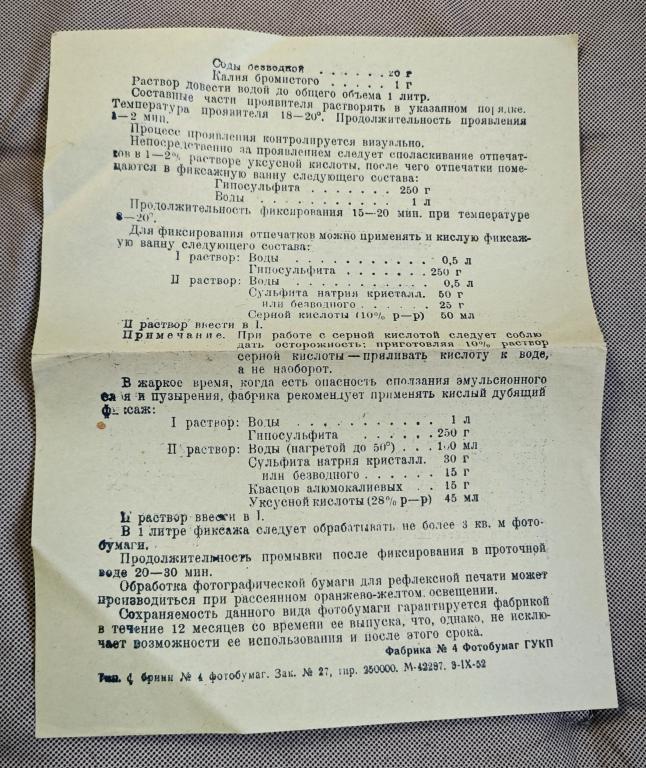 Соды безводной . . . . . . 20 г
Калия бромистого . . . . . 1 г
Раствор довести водой до общего объема 1 литр.
Составные части проявителя растворять в указанном порядке.
Температура проявителя 18—20°. Продолжительность проявления
1—2 мин.
Процесс проявления контролируется визуально.
Непосредственно за проявлением следует споласкивание отпечат-
ков в 1—2% растворе уксусной кислоты, после чего отпечатки поме-
щаются в фиксажную ванну следующего состава:
Гипосульфита . . . . . . . 250 г
Воды . . . . . . . . . . 1 л
Продолжительность фиксирования 15—20 мин. при температуре
8—20°.
Для фиксирования отпечатков можно применять и кислую фиксаж-
ную ванну следующего состава:
I раствор: Воды . . . . . . . . . . . 0,5 л
Гипосульфита . . . . . . . 250 г
II раствор: Воды . . . . . . . . . . . 0,5 л
Сульфита натрия кристалл. 50 г
или безводного . . . . . 25 г
Серной кислоты (10% р—р) 50 мл
II раствор ввести в I.
Примечание. При работе с серной кислотой следует соблю
дать осторожность: приготовляя 10% раствор
серной кислоты — приливать кислоту к воде,
а не наоборот.
В жаркое время, когда есть опасность сползания эмульсионного
слоя и пузырения, фабрика рекомендует применять кислый дубящий
фиксаж:
I раствор: Воды . . . . . . . . . . . 1 л
Гипосульфита . . . . . . 250 г
II раствор: Воды (нагретой до 50°) . . . 100 мл
Сульфита натрия кристалл. 30 г
или безводного . . . . . 15 г
Квасцов алюмокалиевых . . 15 г
Уксусной кислоты (28% р—р) 45 мл
II раствор ввести в I.
В 1 литре фиксажа следует обрабатывать не более 3 кв. м фото-
бумаги.
Продолжительность промывки после фиксирования в проточной
воде 20—30 мин.
Обработка фотографической бумаги для рефлексной печати может
производиться при рассеянном оранжево-желтом освещении.
Сохраняемость данного вида фотобумаги гарантируется фабрикой
в течение 12 месяцев со времени ее выпуска, что, однако, не исклю-
чает возможности ее использования и после этого срока.
Фабрика № 4 Фотобумаг ГУКП
Тип. № 4 фотобумаг. Зак. № 27, тир. 250000. М-42297. 9-IX-52